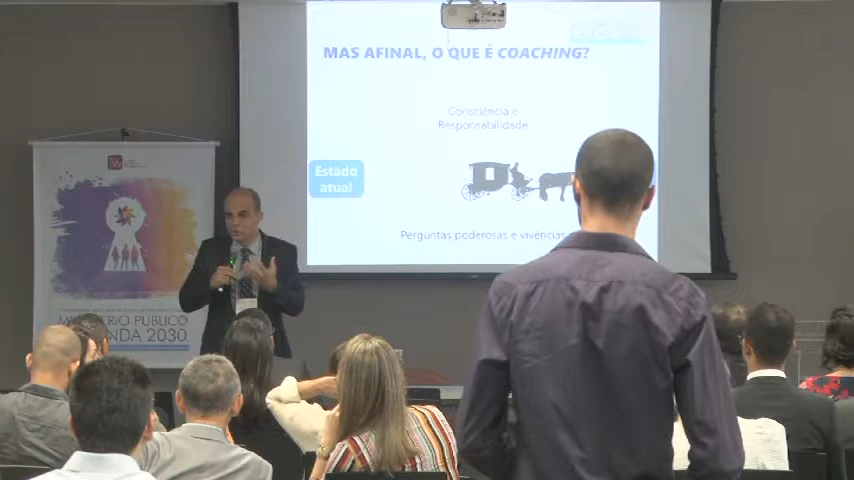 MAS AFINAL, O QUE É COACHING?
Consciência e
Responsabilidade
Estado
atual
Perguntas poderosas e vivências
MINISTÉRIO PÚBLICO
AGENDA 2030